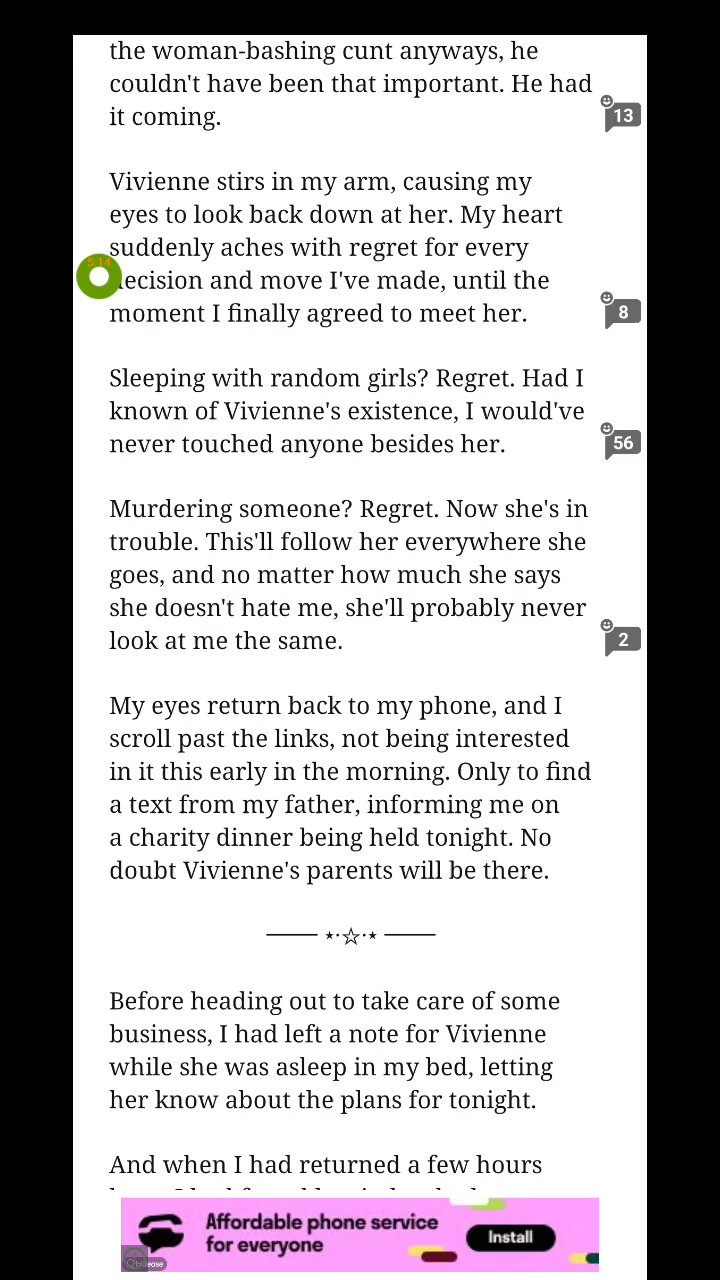 the woman-bashing cunt anyways, he
couldn't have been that important. He had
it coming.
13
Vivienne stirs in my arm, causing my
eyes to look back down at her. My heart
suddenly aches with regret for every
5:14
decision and move I've made, until the
moment I finally agreed to meet her.
8
Sleeping with random girls? Regret. Had I
known of Vivienne's existence, I would've
never touched anyone besides her.
56
Murdering someone? Regret. Now she's in
trouble. This'll follow her everywhere she
goes, and no matter how much she says
she doesn't hate me, she'll probably never
look at me the same.
2
My eyes return back to my phone, and I
scroll past the links, not being interested
in it this early in the morning. Only to find
a text from my father, informing me on
a charity dinner being held tonight. No
doubt Vivienne's parents will be there.
Before heading out to take care of some
business, I had left a note for Vivienne
while she was asleep in my bed, letting
her know about the plans for tonight.
And when I had returned a few hours
Affordable phone service
for everyone
Install